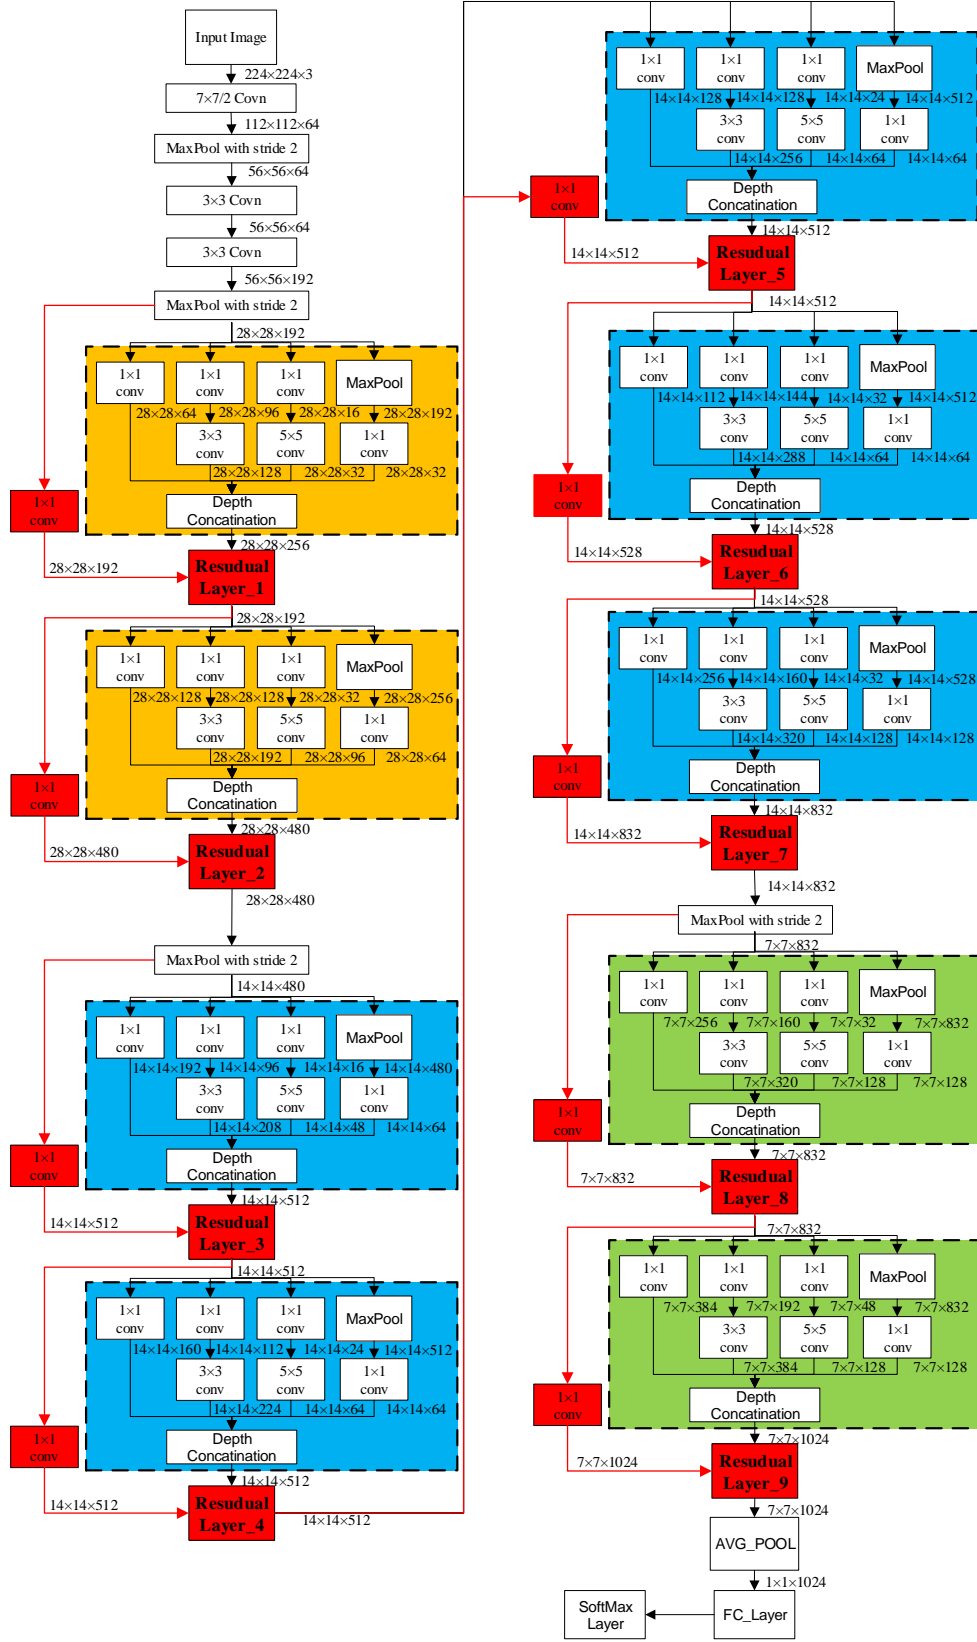 Input Image
224×224×3
7×7/2 Covn
112×112×64
MaxPool with stride 2
56×56×64
3×3 Covn
56×56×64
3×3 Covn
56×56×192
MaxPool with stride 2
28×28×192
1×1
conv
1×1
conv
1×1
conv
MaxPool
28×28×64
28×28×96
28×28×16
28×28×192
3×3
conv
5×5
conv
1×1
conv
28×28×128
28×28×32
28×28×32
Depth
Concatination
1×1
conv
28×28×256
28×28×192
Resudual
Layer_1
28×28×192
1×1
conv
1×1
conv
1×1
conv
MaxPool
28×28×128
28×28×128
28×28×32
28×28×256
3×3
conv
5×5
conv
1×1
conv
28×28×192
28×28×96
28×28×64
Depth
Concatination
1×1
conv
28×28×480
28×28×480
Resudual
Layer_2
28×28×480
MaxPool with stride 2
14×14×480
1×1
conv
1×1
conv
1×1
conv
MaxPool
14×14×192
14×14×96
14×14×16
14×14×480
3×3
conv
5×5
conv
1×1
conv
14×14×208
14×14×48
14×14×64
Depth
Concatination
1×1
conv
14×14×512
14×14×512
Resudual
Layer_3
14×14×512
1×1
conv
1×1
conv
1×1
conv
MaxPool
14×14×160
14×14×112
14×14×24
14×14×512
3×3
conv
5×5
conv
1×1
conv
14×14×224
14×14×64
14×14×64
Depth
Concatination
1×1
conv
14×14×512
14×14×512
Resudual
Layer_4
14×14×512
1×1
conv
1×1
conv
1×1
conv
MaxPool
14×14×128
14×14×128
14×14×24
14×14×512
3×3
conv
5×5
conv
1×1
conv
14×14×256
14×14×64
14×14×64
Depth
Concatination
1×1
conv
14×14×512
14×14×512
Resudual
Layer_5
14×14×512
1×1
conv
1×1
conv
1×1
conv
MaxPool
14×14×112
14×14×144
14×14×32
14×14×512
3×3
conv
5×5
conv
1×1
conv
14×14×288
14×14×64
14×14×64
Depth
Concatination
1×1
conv
14×14×528
14×14×528
Resudual
Layer_6
14×14×528
1×1
conv
1×1
conv
1×1
conv
MaxPool
14×14×256
14×14×160
14×14×32
14×14×528
3×3
conv
5×5
conv
1×1
conv
14×14×320
14×14×128
14×14×128
Depth
Concatination
1×1
conv
14×14×832
14×14×832
Resudual
Layer_7
14×14×832
MaxPool with stride 2
7×7×832
1×1
conv
1×1
conv
1×1
conv
MaxPool
7×7×256
7×7×160
7×7×32
7×7×832
3×3
conv
5×5
conv
1×1
conv
7×7×320
7×7×128
7×7×128
Depth
Concatination
1×1
conv
7×7×832
7×7×832
Resudual
Layer_8
7×7×832
1×1
conv
1×1
conv
1×1
conv
MaxPool
7×7×384
7×7×192
7×7×48
7×7×832
3×3
conv
5×5
conv
1×1
conv
7×7×384
7×7×128
7×7×128
Depth
Concatination
1×1
conv
7×7×1024
7×7×1024
Resudual
Layer_9
7×7×1024
AVG_POOL
1×1×1024
FC_Layer
SoftMax
Layer